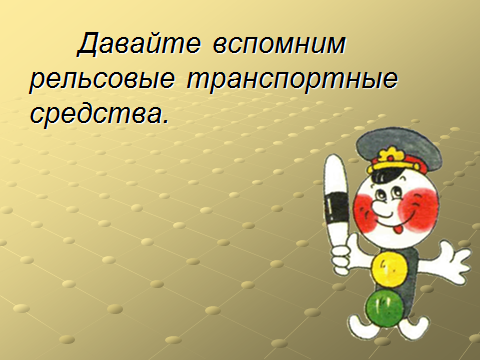 Давайте вспомним
рельсовые транспортные
средства.